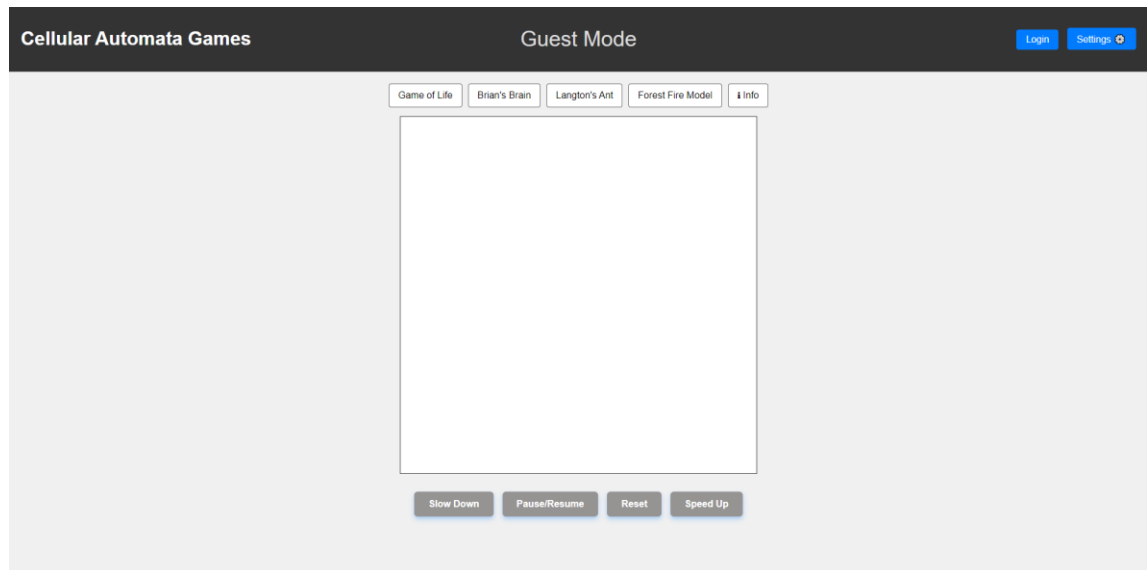 Cellular Automata Games
Guest Mode
Login
Settings
Game of Life
Brian's Brain
Langton's Ant
Forest Fire Model
ℹ Info
Slow Down
Pause/Resume
Reset
Speed Up